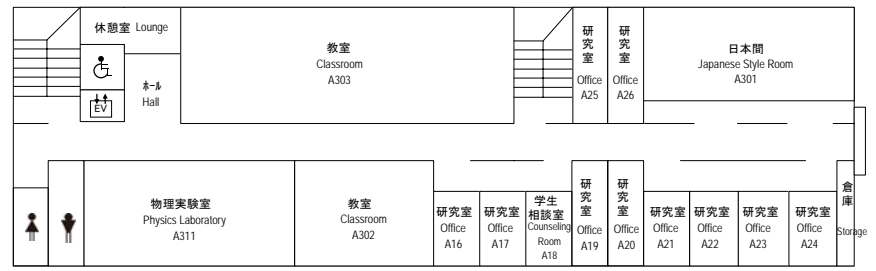 休憩室 Lounge
EV
ホール
Hall
教室
Classroom
A303
研究室
Office
A25
研究室
Office
A26
日本間
Japanese Style Room
A301
物理実験室
Physics Laboratory
A311
教室
Classroom
A302
研究室
Office
A16
研究室
Office
A17
学生
相談室
Counseling
Room
A18
研究室
Office
A19
研究室
Office
A20
研究室
Office
A21
研究室
Office
A22
研究室
Office
A23
研究室
Office
A24
倉庫
Storage